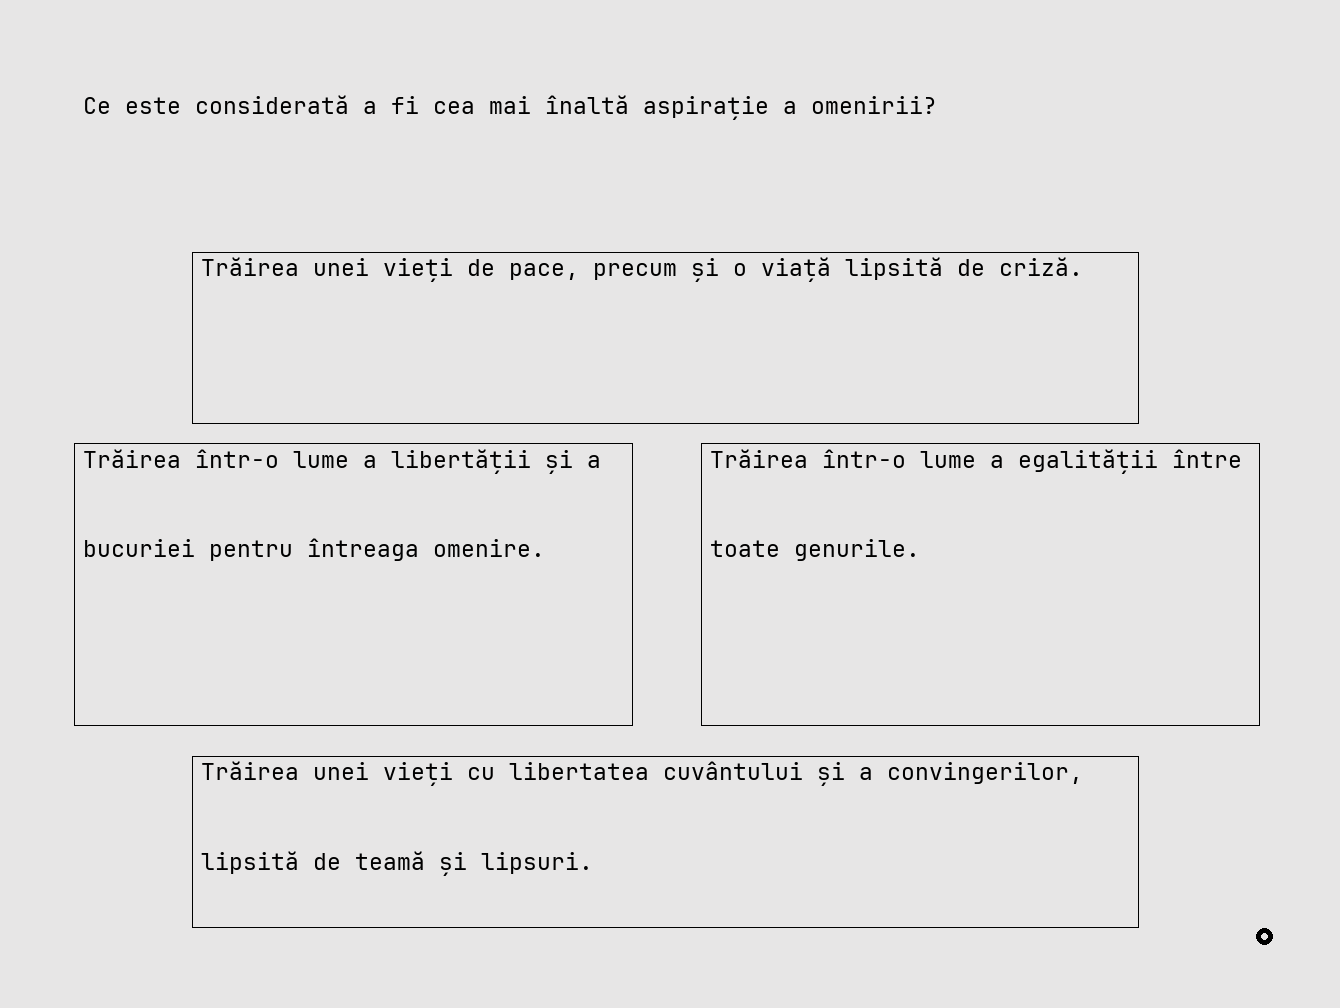 Ce este considerată a fi cea mai înaltă aspirație a omenirii?
Trăirea unei vieți de pace, precum și o viață lipsită de criză.
Trăirea într-o lume a libertății și a
bucuriei pentru întreaga omenire.
Trăirea într-o lume a egalității între
toate genurile.
Trăirea unei vieți cu libertatea cuvântului și a convingerilor,
lipsită de teamă și lipsuri.